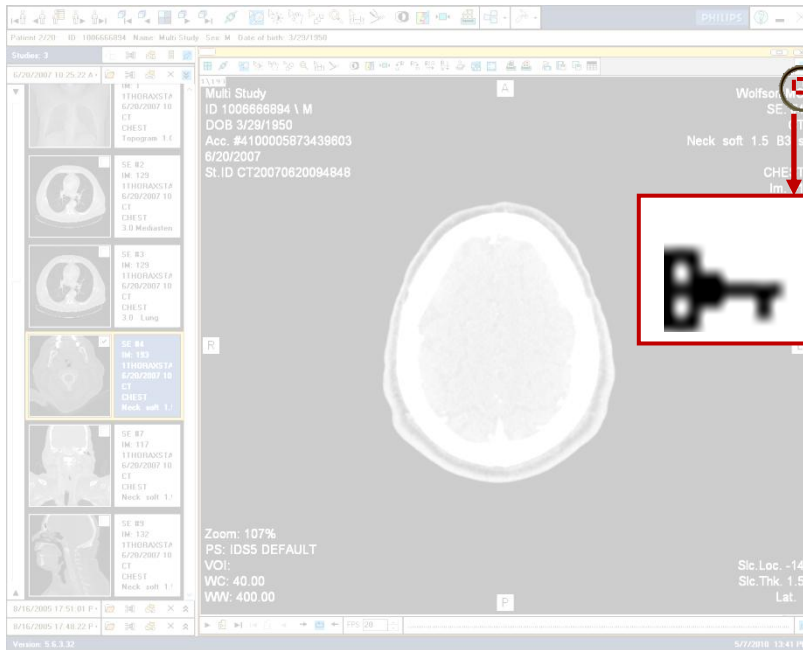 PHILIPS
Patient 2/20 ID 1006666894 Name Multi Study Sex: M Date of birth: 3/29/1950
Studies: 3
6/20/2007 10:25:22 A
IM: 1
1THORAXSTA
6/20/2007 10
CT
CHEST
Topogram 1.0
SE #2
IM: 129
1THORAXSTA
6/20/2007 10
CT
CHEST
3.0 Mediastien
SE #3
IM: 129
1THORAXSTA
6/20/2007 10
CT
CHEST
3.0 Lung
SE #4
IM: 193
1THORAXSTA
6/20/2007 10
CT
CHEST
Neck soft 1.
SE #7
IM: 117
1THORAXSTA
6/20/2007 10
CT
CHEST
Neck soft 1.
SE #9
IM: 132
1THORAXSTA
6/20/2007 10
CT
CHEST
Neck soft 1.
8/16/2005 17:51:01 P
8/16/2005 17:48:22 P
Version: 5.6.3.32
Multi Study
ID 1006666894 \ M
DOB 3/29/1950
Acc. #4100005873439603
6/20/2007
St.ID CT20070620094848
A
Wolfson
SE:
CT
Neck soft 1.5 B3 s
CHEST
Im.
R
Zoom: 107%
PS: IDS5 DEFAULT
VOI:
WC: 40.00
WW: 400.00
P
Slc.Loc. -14
Slc.Thk. 1.5
Lat.
FPS 20
5/7/2010 13:41 P